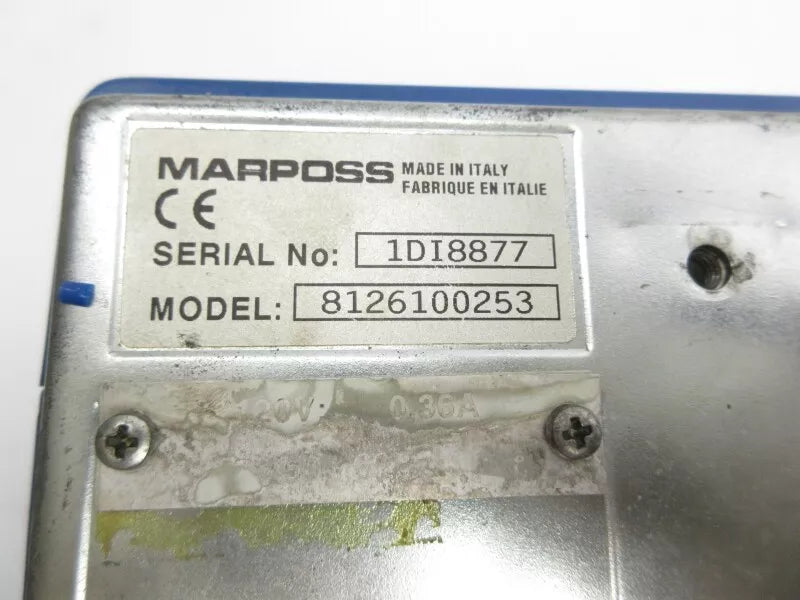 MARPOSS MADE IN ITALY
FABRIQUE EN ITALIE
CE
SERIAL No: 1DI8877
MODEL: 8126100253
0.36A